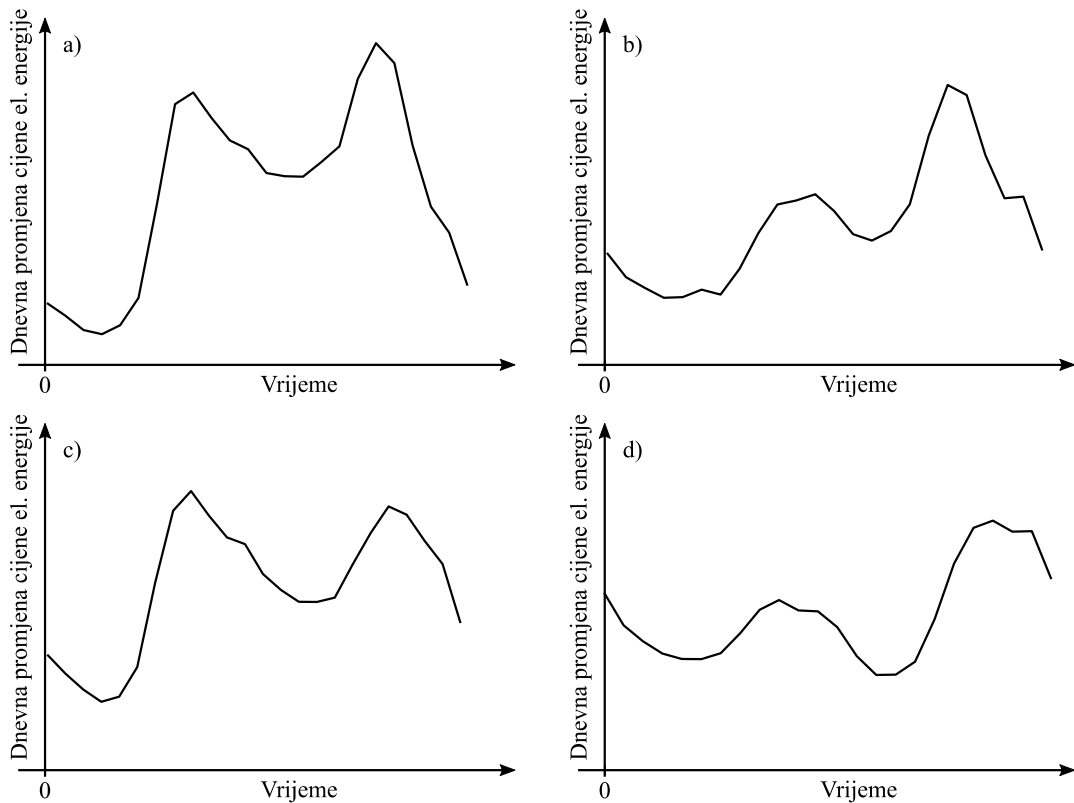 a)
Dnevna promjena cijene el. energije
0
Vrijeme
b)
Dnevna promjena cijene el. energije
0
Vrijeme
c)
Dnevna promjena cijene el. energije
0
Vrijeme
d)
Dnevna promjena cijene el. energije
0
Vrijeme